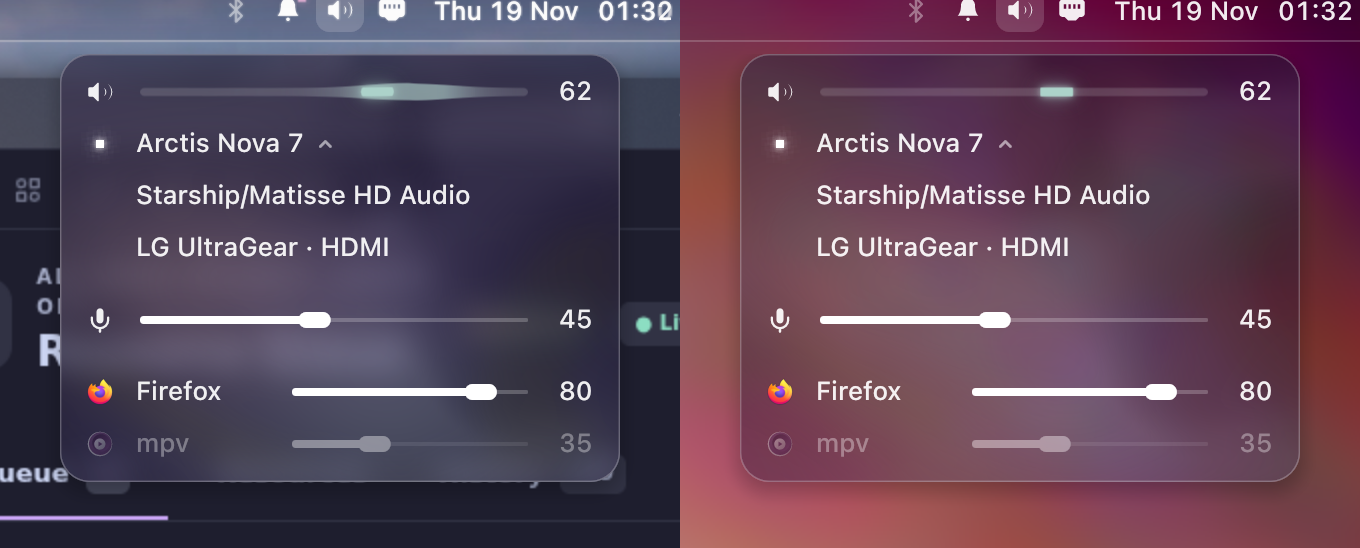 Thu 19 Nov 01:32
62
Arctis Nova 7
Starship/Matisse HD Audio
LG UltraGear · HDMI
45
Firefox 80
mpv 35
ueue
Thu 19 Nov 01:32
62
Arctis Nova 7
Starship/Matisse HD Audio
LG UltraGear · HDMI
45
Firefox 80
mpv 35